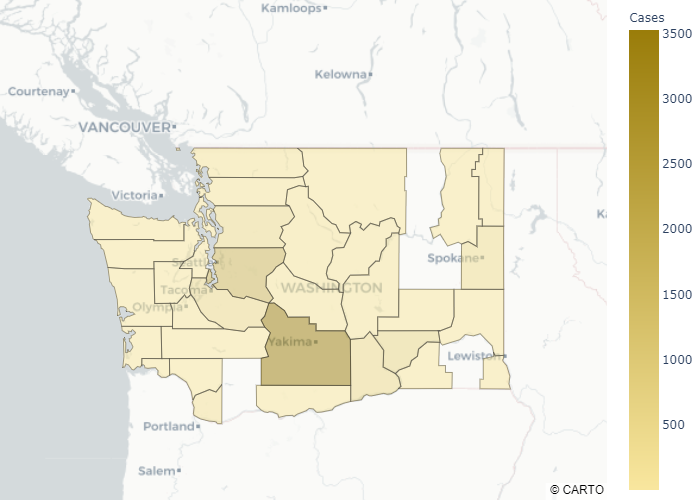 Kamloops
Kelowna
Courtenay
VANCOUVER
Victoria
Seattle
Spokane
Tacoma
WASHINGTON
Olympia
Yakima
Lewiston
Portland
Salem
© CARTO
Cases
3500
3000
2500
2000
1500
1000
500